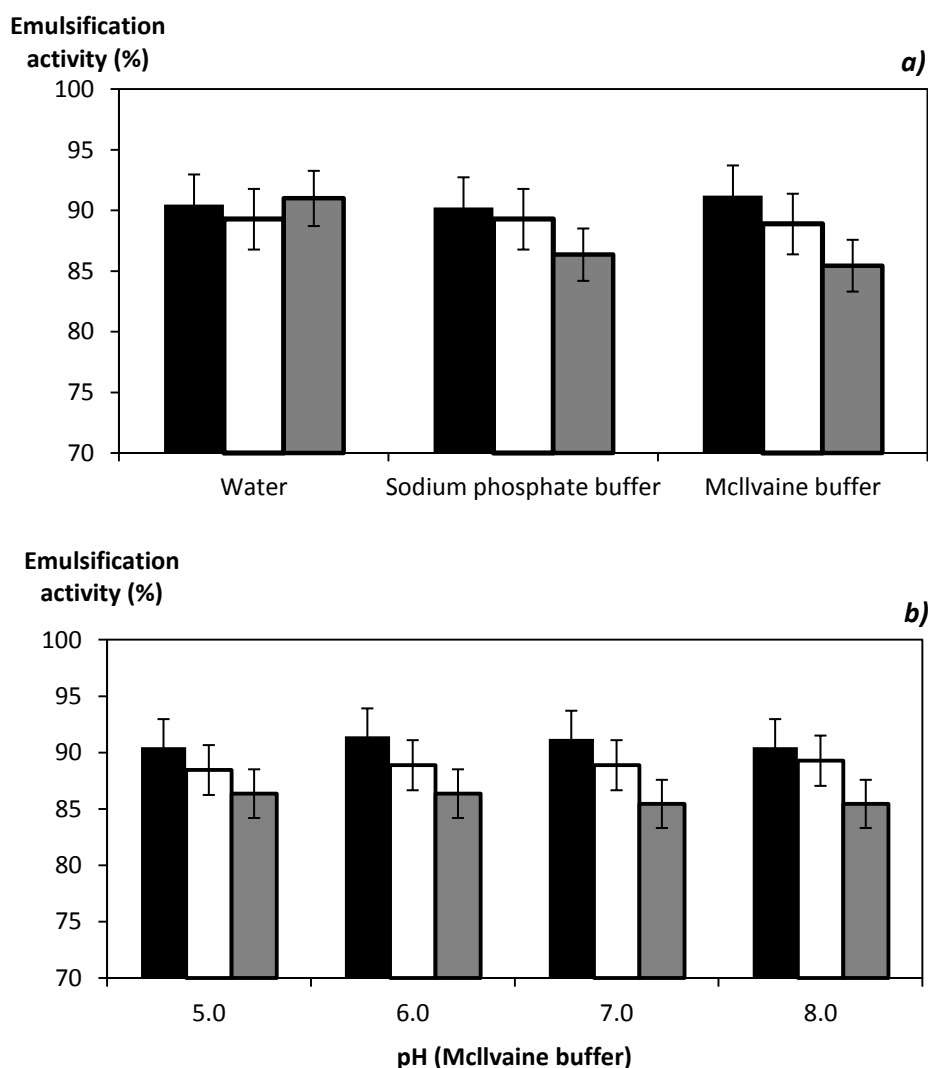 Emulsification
activity (%)
a)
100
95
90
85
80
75
70
Water Sodium phosphate buffer McIlvaine buffer
Emulsification
activity (%)
b)
100
95
90
85
80
75
70
5.0 6.0 7.0 8.0
pH (McIlvaine buffer)